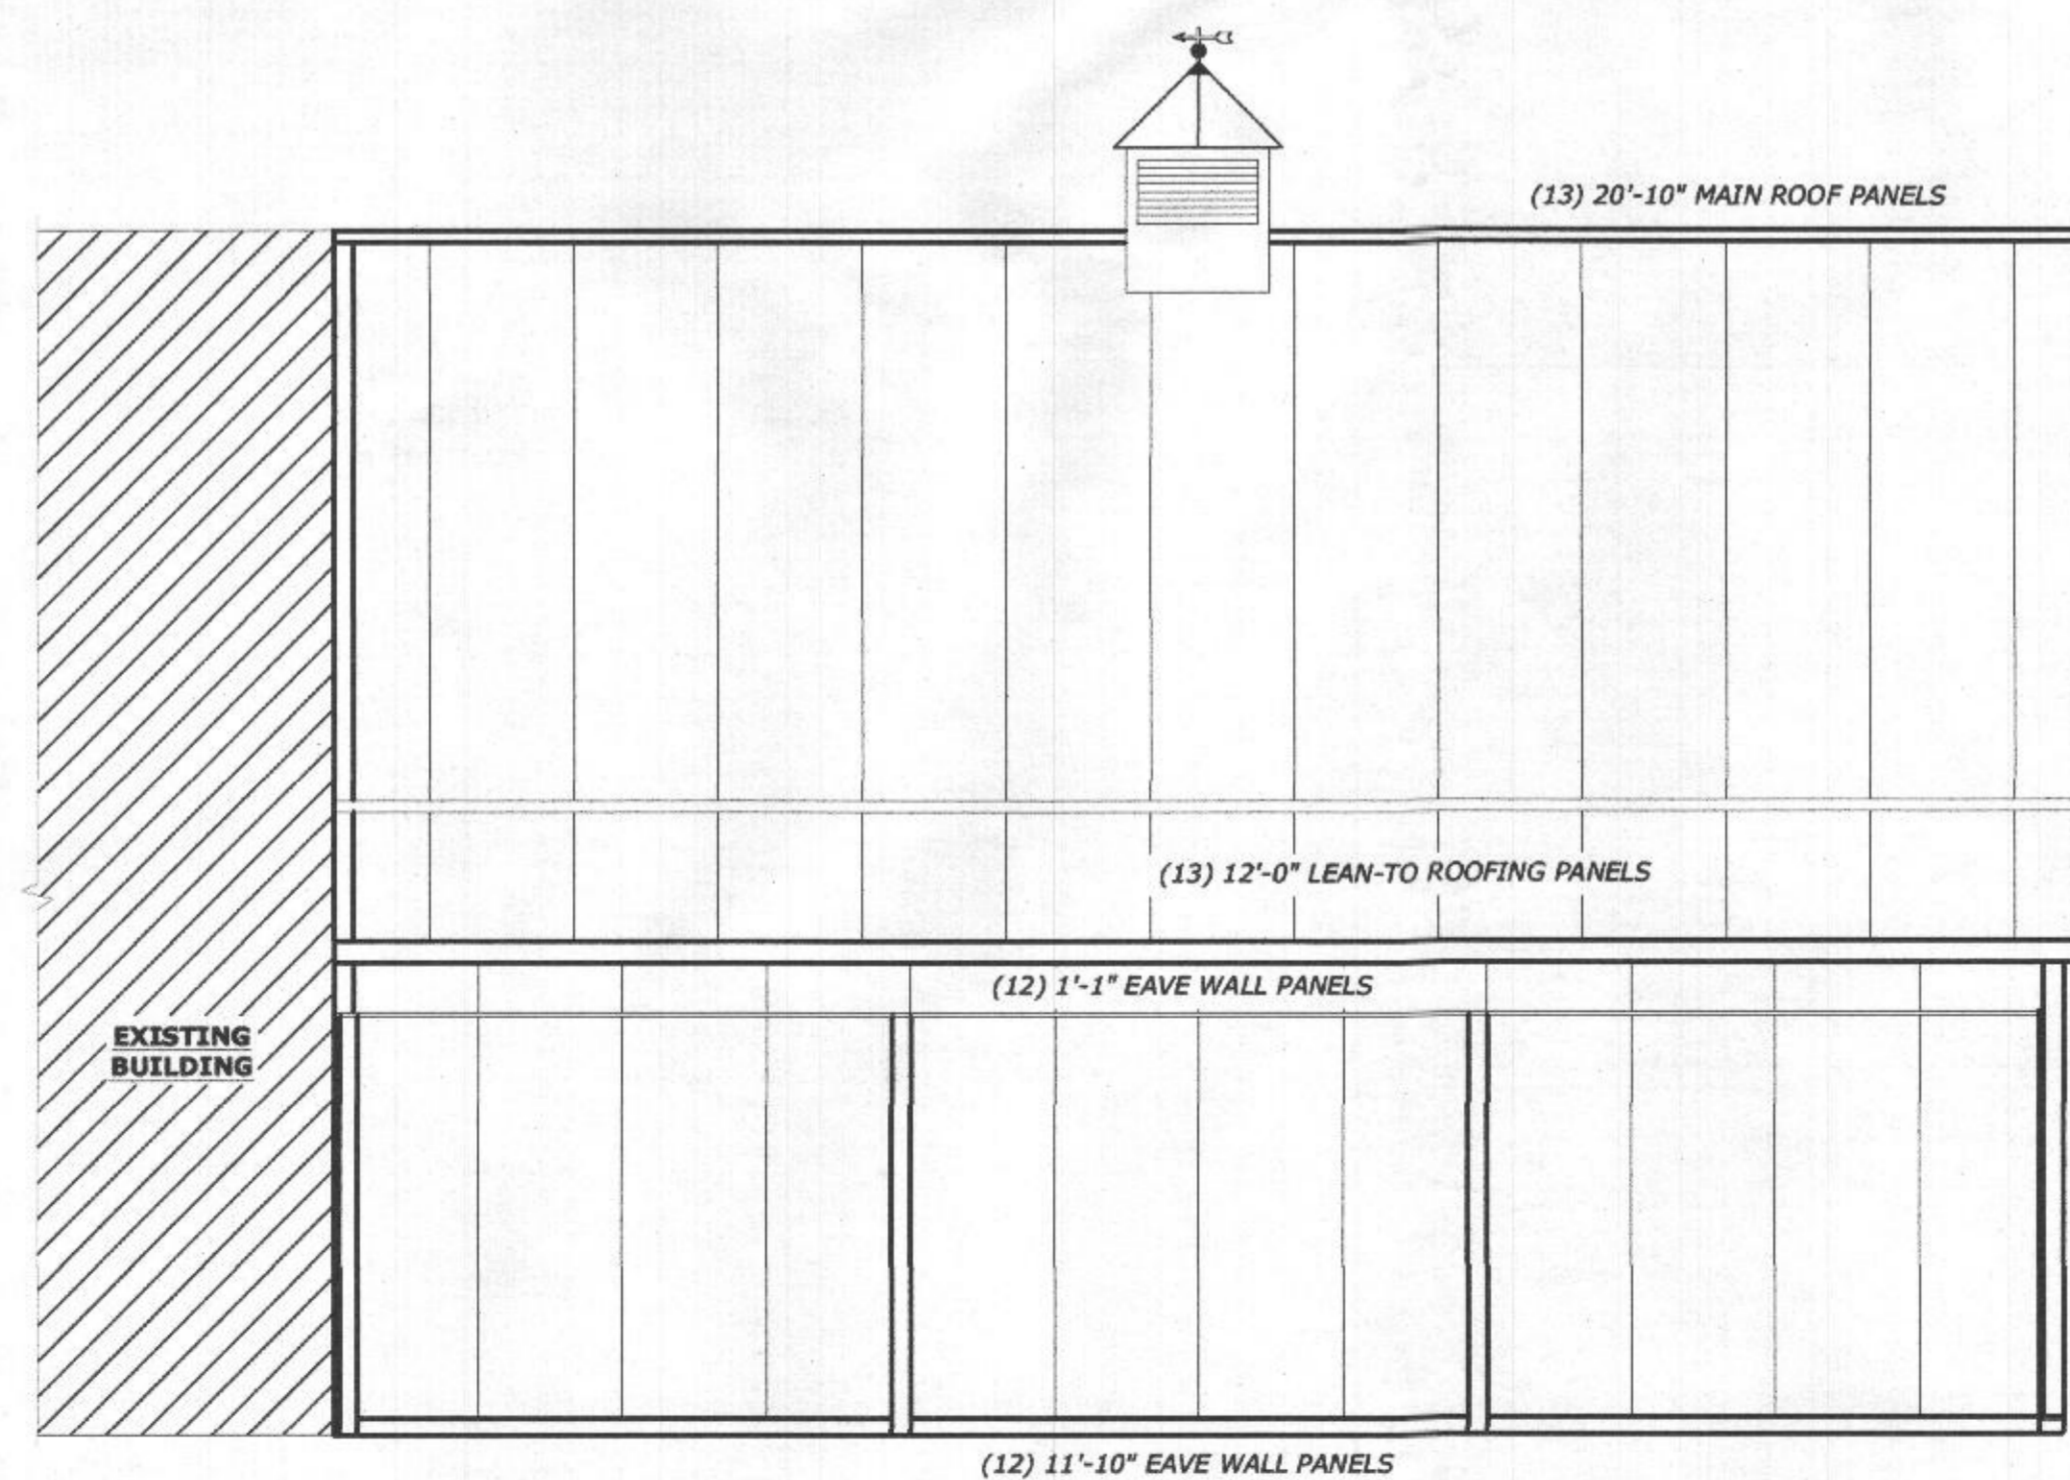 (13) 20'-10" MAIN ROOF PANELS
(13) 12'-0" LEAN-TO ROOFING PANELS
(12) 1'-1" EAVE WALL PANELS
EXISTING
BUILDING
(12) 11'-10" EAVE WALL PANELS